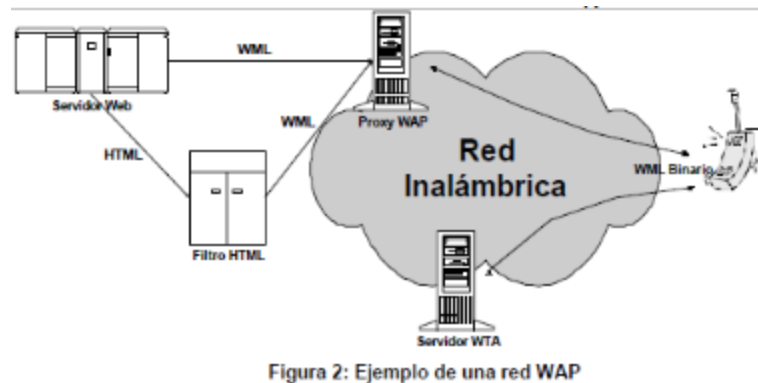 WML
Servidor Web
Proxy WAP
WML
HTML
Red
Inalámbrica
WML Binario
Filtro HTML
Servidor WTA
Figura 2: Ejemplo de una red WAP